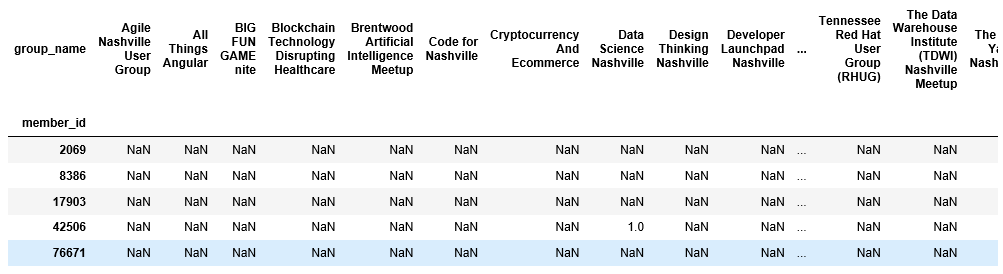 group_name
Agile
Nashville
User
Group
All
Things
Angular
BIG
FUN
GAME
nite
Blockchain
Technology
Disrupting
Healthcare
Brentwood
Artificial
Intelligence
Meetup
Code for
Nashville
Cryptocurrency
And
Ecommerce
Data
Science
Nashville
Design
Thinking
Nashville
Developer
Launchpad
Nashville
...
Tennessee
Red Hat
User
Group
(RHUG)
The Data
Warehouse
Institute
(TDWI)
Nashville
Meetup
The
Ya
Nash
member_id
2069 NaN NaN NaN NaN NaN NaN NaN NaN NaN NaN ... NaN NaN
8386 NaN NaN NaN NaN NaN NaN NaN NaN NaN NaN ... NaN NaN
17903 NaN NaN NaN NaN NaN NaN NaN NaN NaN NaN ... NaN NaN
42506 NaN NaN NaN NaN NaN NaN NaN 1.0 NaN NaN ... NaN NaN
76671 NaN NaN NaN NaN NaN NaN NaN NaN NaN NaN ... NaN NaN